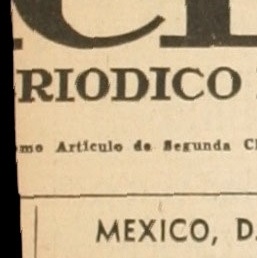 RIODICO
mo Articulo de Segunda Cl
MEXICO, D.